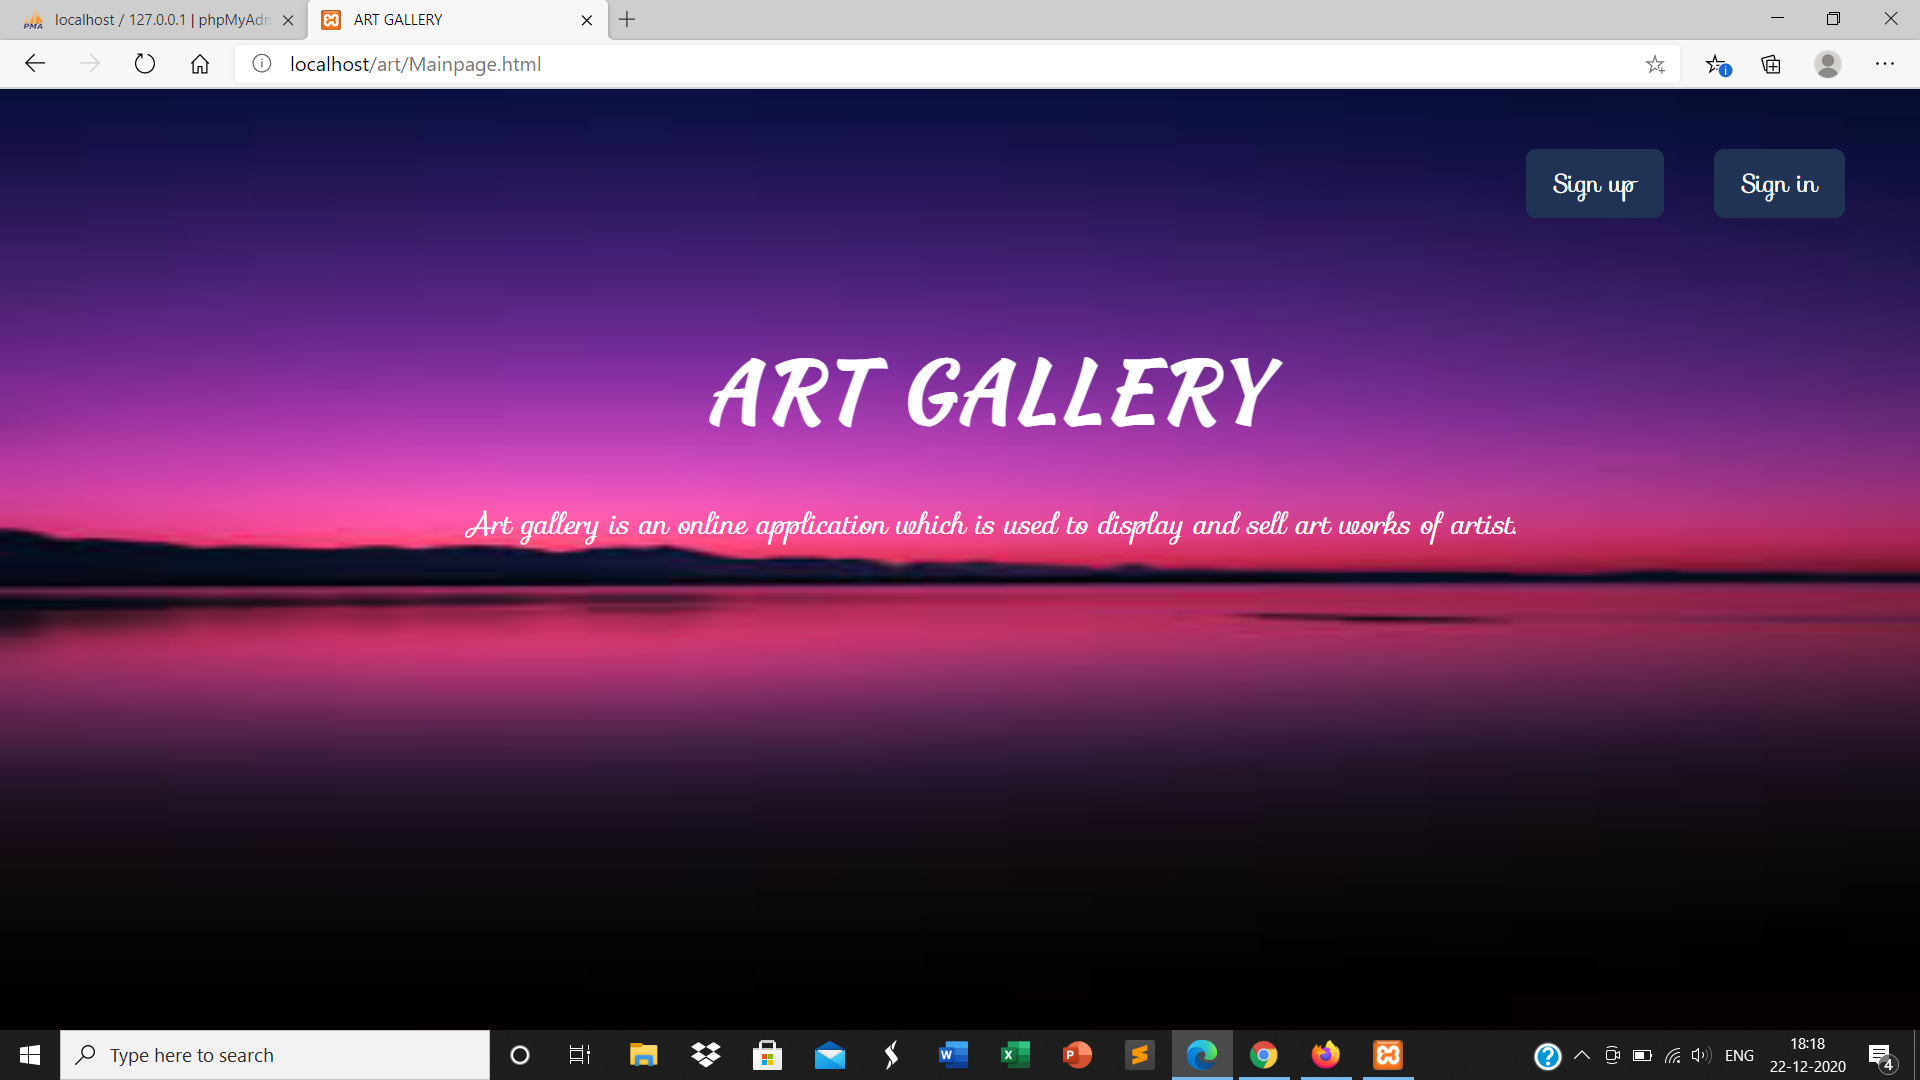 localhost / 127.0.0.1 | phpMyAdn
ART GALLERY
localhost/art/Mainpage.html
Sign up
Sign in
ART GALLERY
Art gallery is an online application which is used to display and sell art works of artist.
Type here to search
ENG
18:18
22-12-2020
4